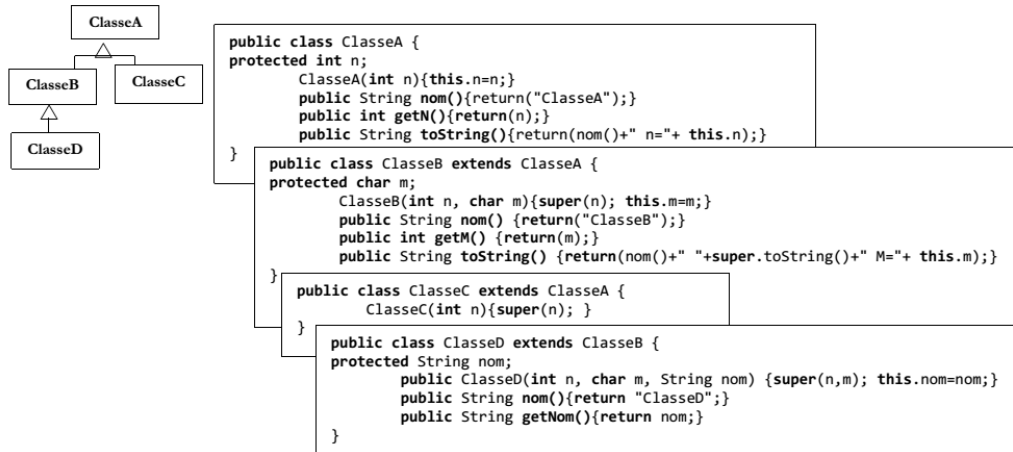 ClasseA
ClasseB
ClasseC
ClasseD
public class ClasseA {
protected int n;
ClasseA(int n){this.n=n;}
public String nom(){return("ClasseA");}
public int getN(){return(n);}
public String toString(){return(nom()+" n="+ this.n);}
}
public class ClasseB extends ClasseA {
protected char m;
ClasseB(int n, char m){super(n); this.m=m;}
public String nom() {return("ClasseB");}
public int getM() {return(m);}
public String toString() {return(nom()+" "+super.toString()+" M="+ this.m);}
}
public class ClasseC extends ClasseA {
ClasseC(int n){super(n); }
}
public class ClasseD extends ClasseB {
protected String nom;
public ClasseD(int n, char m, String nom) {super(n,m); this.nom=nom;}
public String nom(){return "ClasseD";}
public String getNom(){return nom;}
}